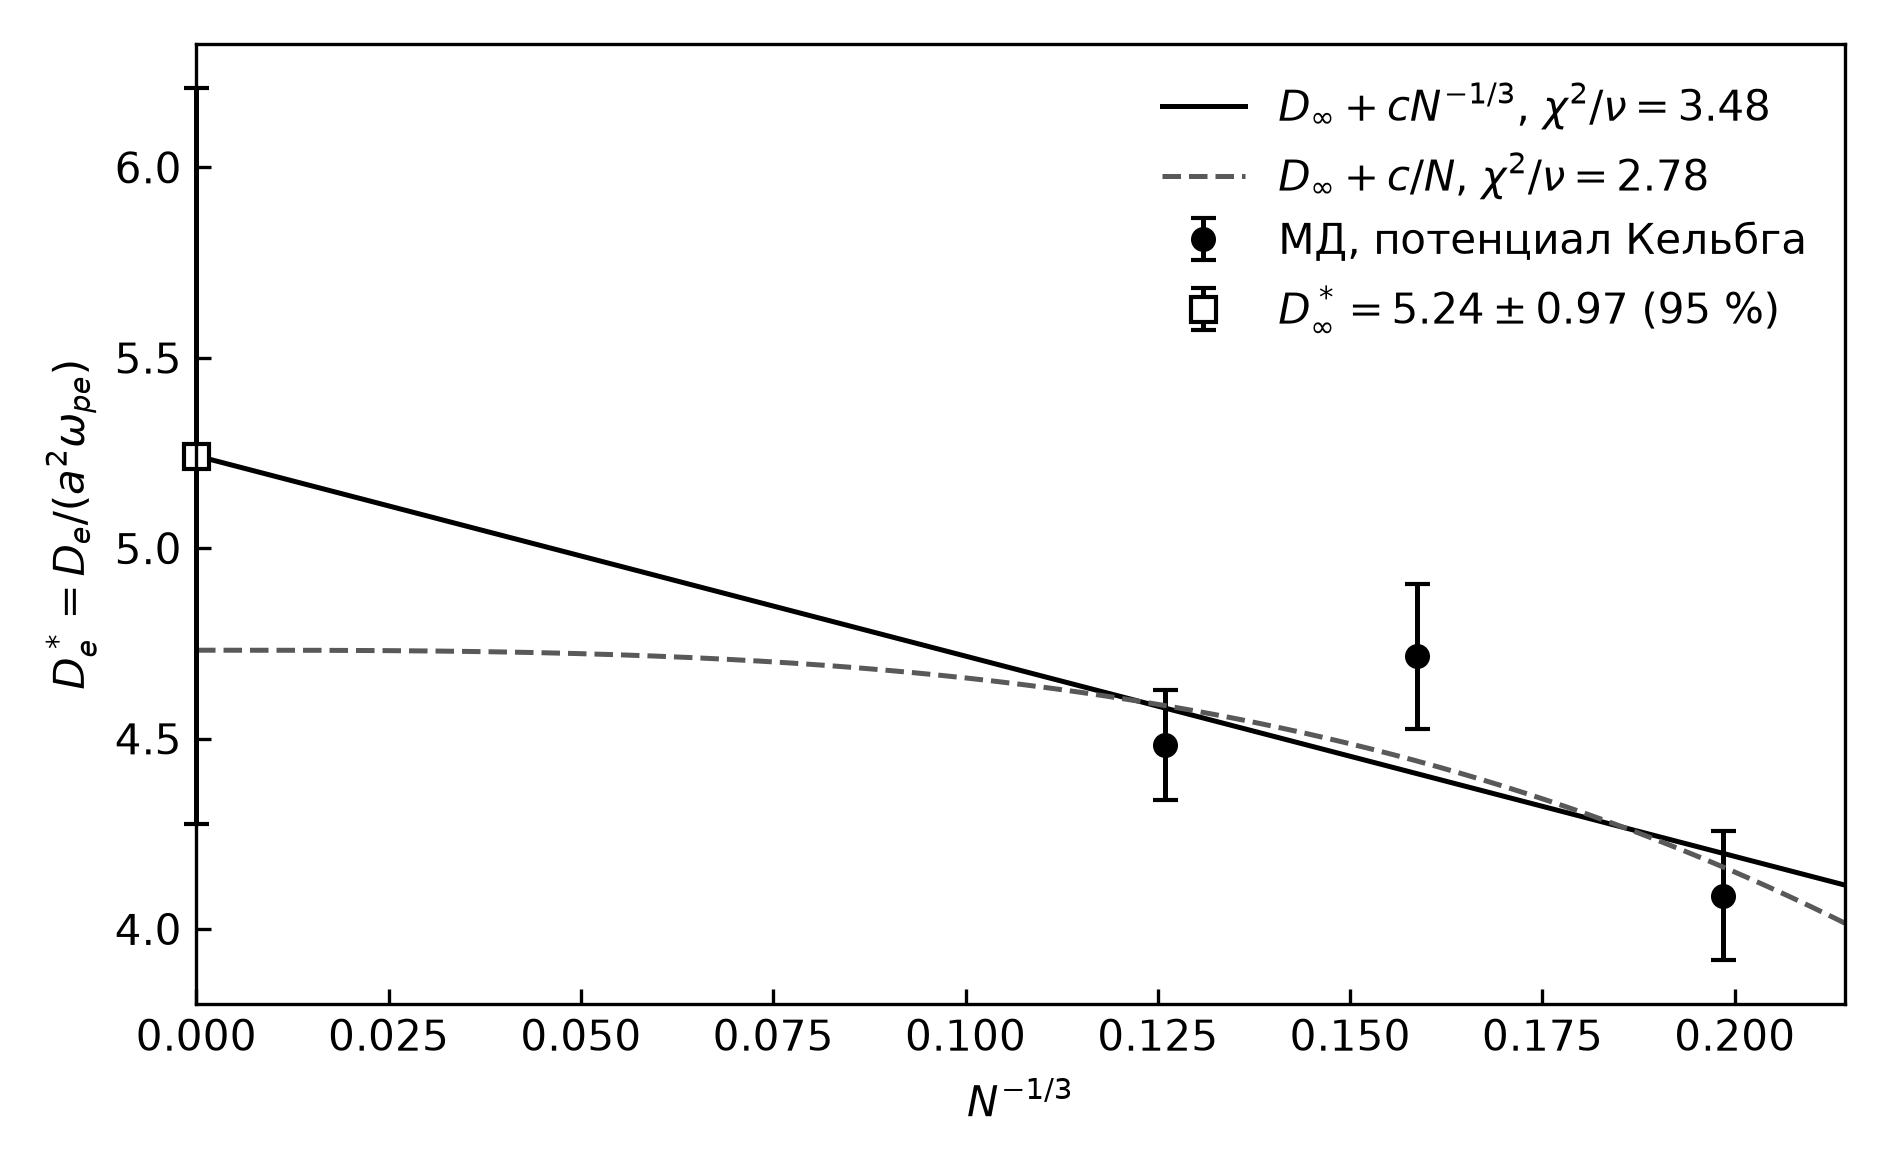 D∞ + cN^{−1/3}, χ²/ν = 3.48
D∞ + c/N, χ²/ν = 2.78
МД, потенциал Кельбга
D*∞ = 5.24 ± 0.97 (95 %)
6.0
5.5
5.0
4.5
4.0
D*e = De/(a²ωpe)
0.000 0.025 0.050 0.075 0.100 0.125 0.150 0.175 0.200
N^{−1/3}